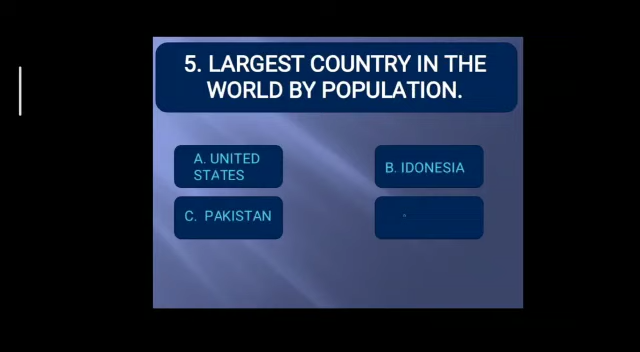 5. LARGEST COUNTRY IN THE
WORLD BY POPULATION.
A. UNITED
STATES
B. IDONESIA
C. PAKISTAN